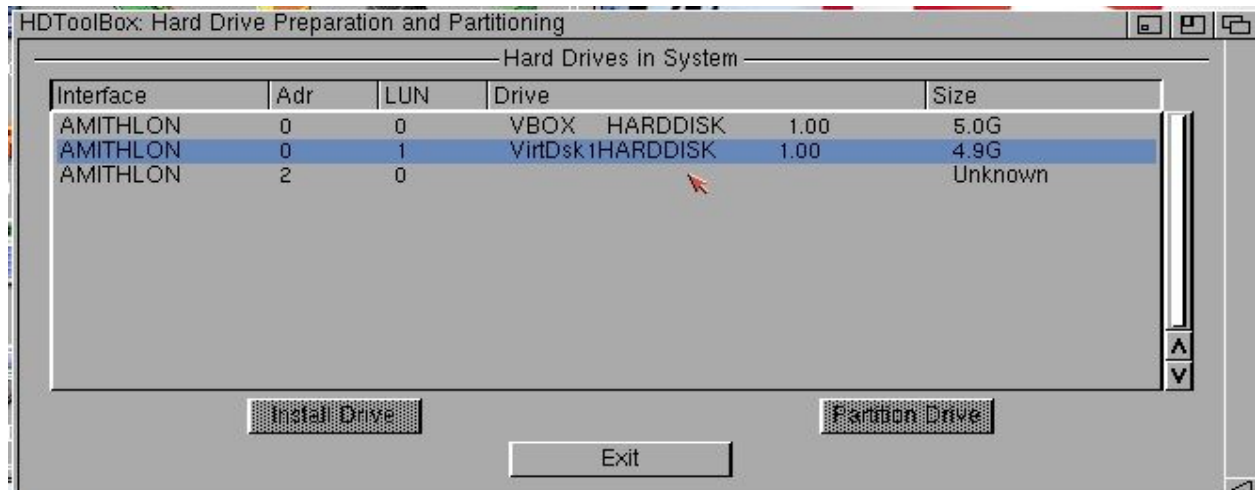 HDToolBox: Hard Drive Preparation and Partitioning
Hard Drives in System
Interface Adr LUN Drive Size
AMITHLON 0 0 VBOX HARDDISK 1.00 5.0G
AMITHLON 0 1 VirtDsk1HARDDISK 1.00 4.9G
AMITHLON 2 0 Unknown
Install Drive Partition Drive
Exit